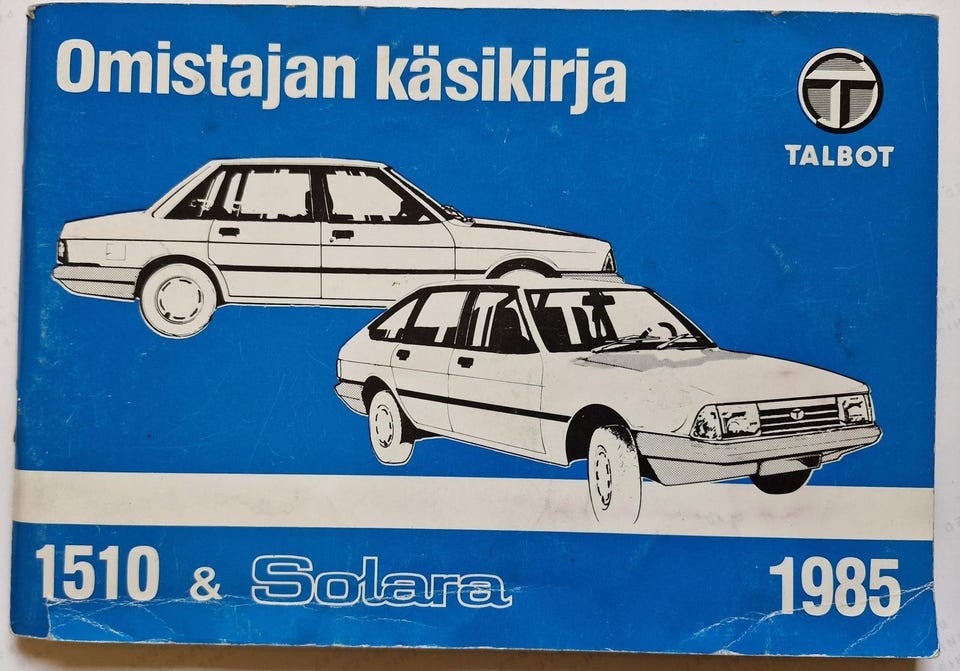 Omistajan käsikirja
TALBOT
1510 & Solara
1985